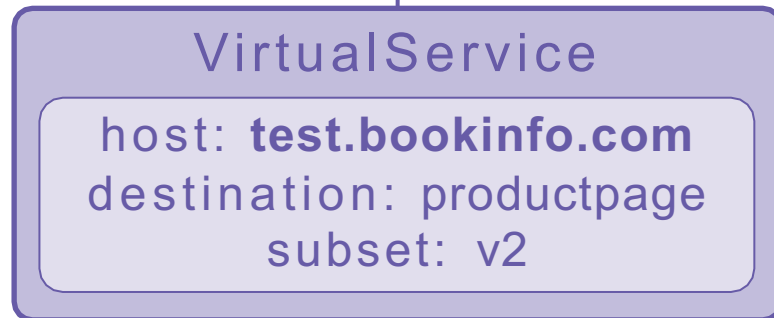 VirtualService
host: test.bookinfo.com
destination: productpage
subset: v2